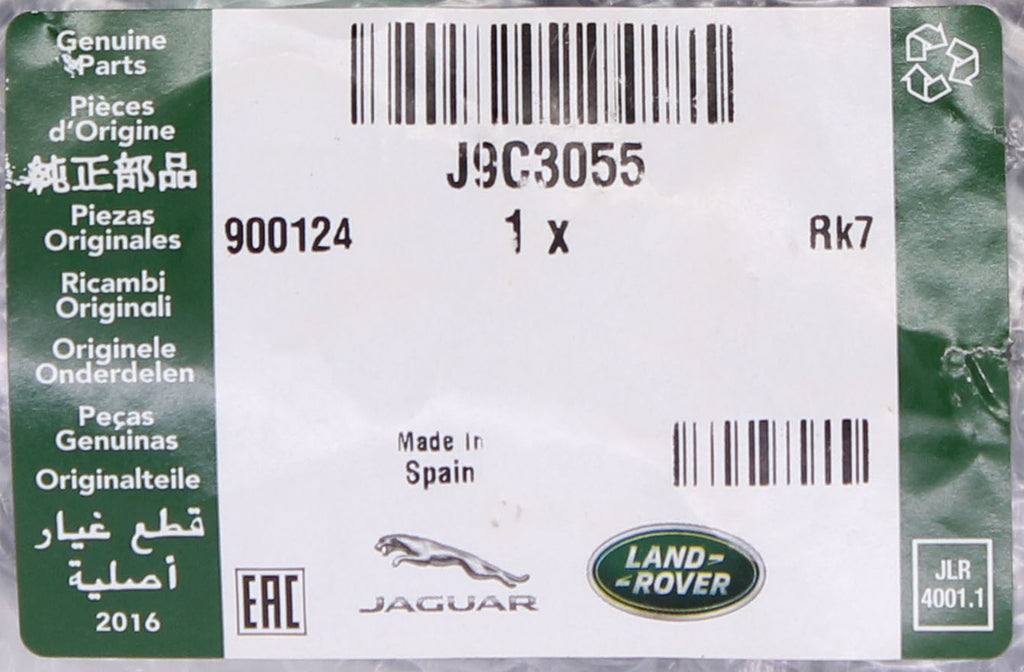 Genuine
Parts
Pièces
d'Origine
純正部品
Piezas
Originales
Ricambi
Originali
Originele
Onderdelen
Peças
Genuinas
Originalteile
قطع غيار
أصلية
2016
J9C3055
900124 1 x Rk7
Made In
Spain
EAC
JAGUAR
LAND-
-ROVER
JLR
4001.1